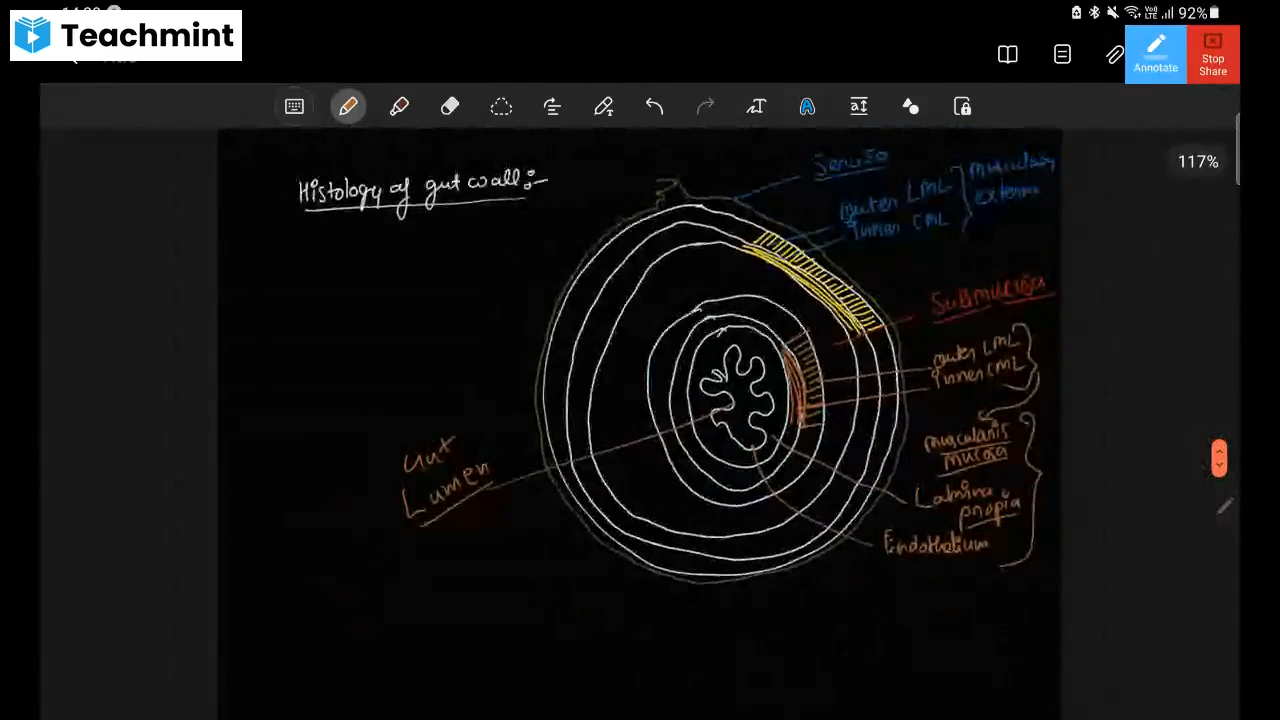 Teachmint
92%
Annotate
Stop
Share
117%
Histology of gut wall:-
Serosa
outer LML
inner CML
muscularis
externa
Submucosa
outer LML
inner CML
muscularis
mucosa
Lamina
propia
Endothelium
Gut
Lumen